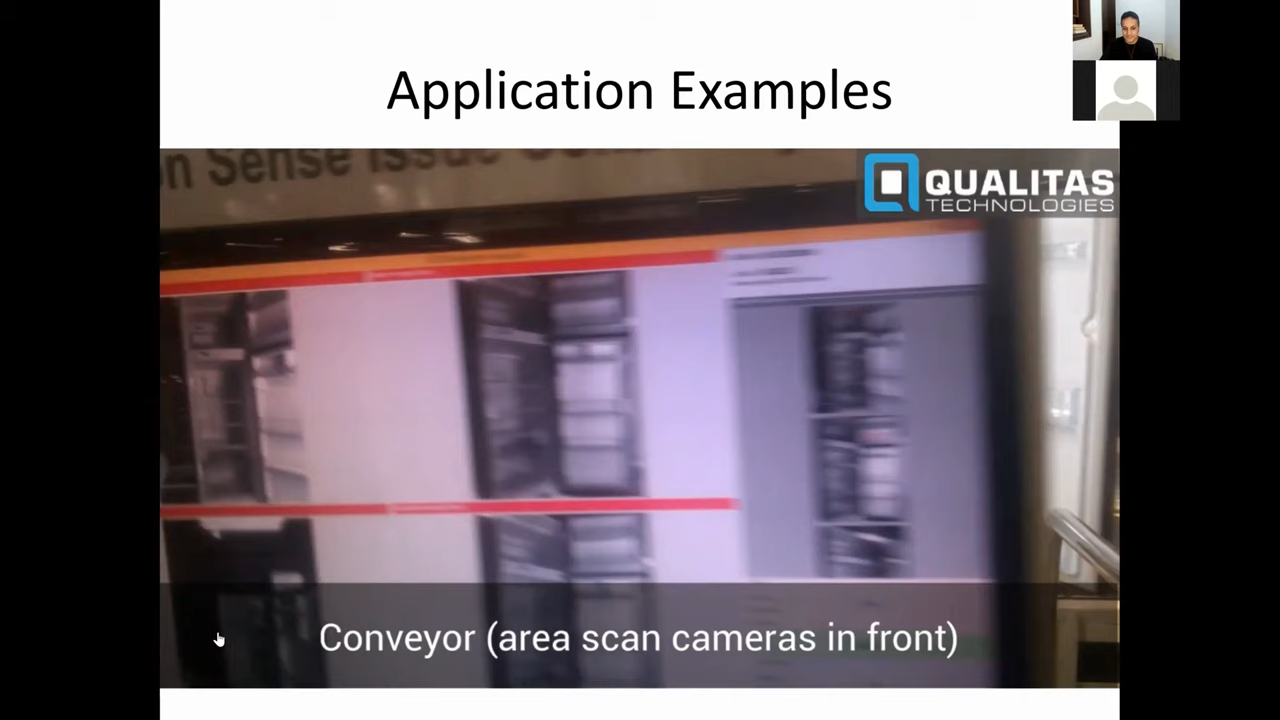 Application Examples
Sense Issue
QUALITAS
TECHNOLOGIES
Conveyor (area scan cameras in front)